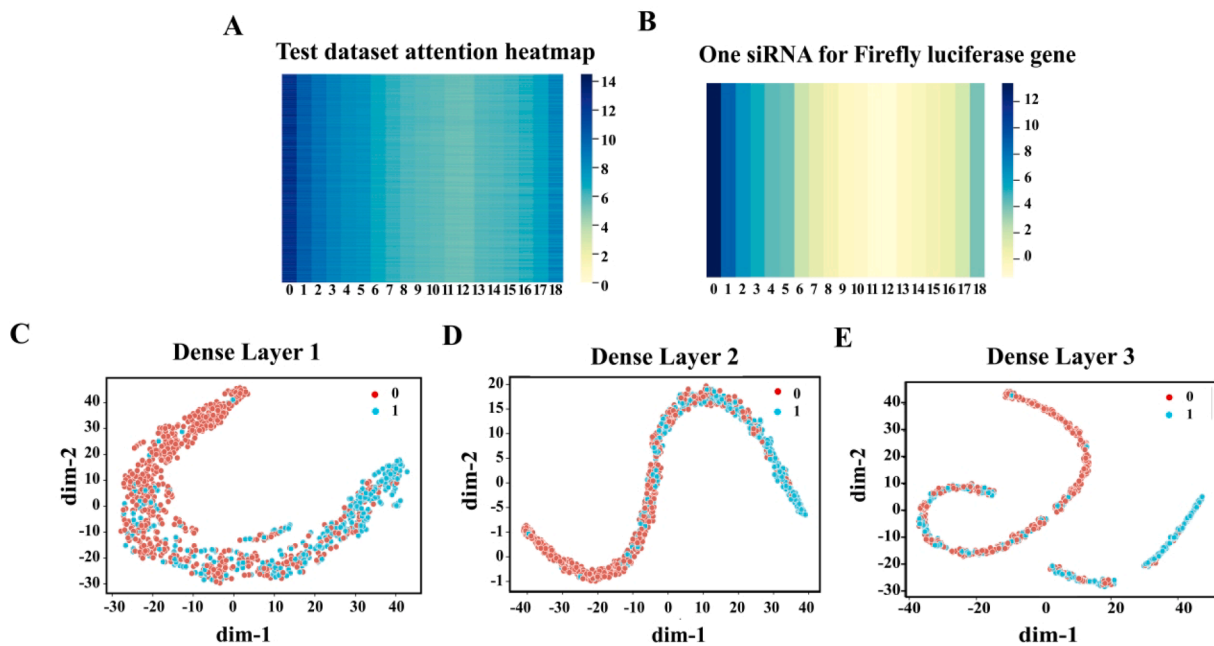 A
Test dataset attention heatmap
14
12
10
8
6
4
2
0
0 1 2 3 4 5 6 7 8 9 10 11 12 13 14 15 16 17 18
B
One siRNA for Firefly luciferase gene
12
10
8
6
4
2
0
0 1 2 3 4 5 6 7 8 9 10 11 12 13 14 15 16 17 18
C
Dense Layer 1
0
1
dim-2
40
30
20
10
0
-10
-20
-30
-30 -20 -10 0 10 20 30 40
dim-1
D
Dense Layer 2
0
1
dim-2
20
15
10
5
0
-1
0
-1
-40 -30 -20 -10 0 10 20 30 40
dim-1
E
Dense Layer 3
0
1
dim-2
40
30
20
10
0
-10
-20
-30
-40 -20 0 20 40
dim-1